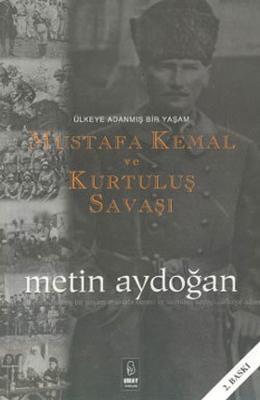 ÜLKEYE ADANMIŞ BİR YAŞAM
MUSTAFA KEMAL
ve
KURTULUŞ
SAVAŞI
metin aydoğan
2. BASKI